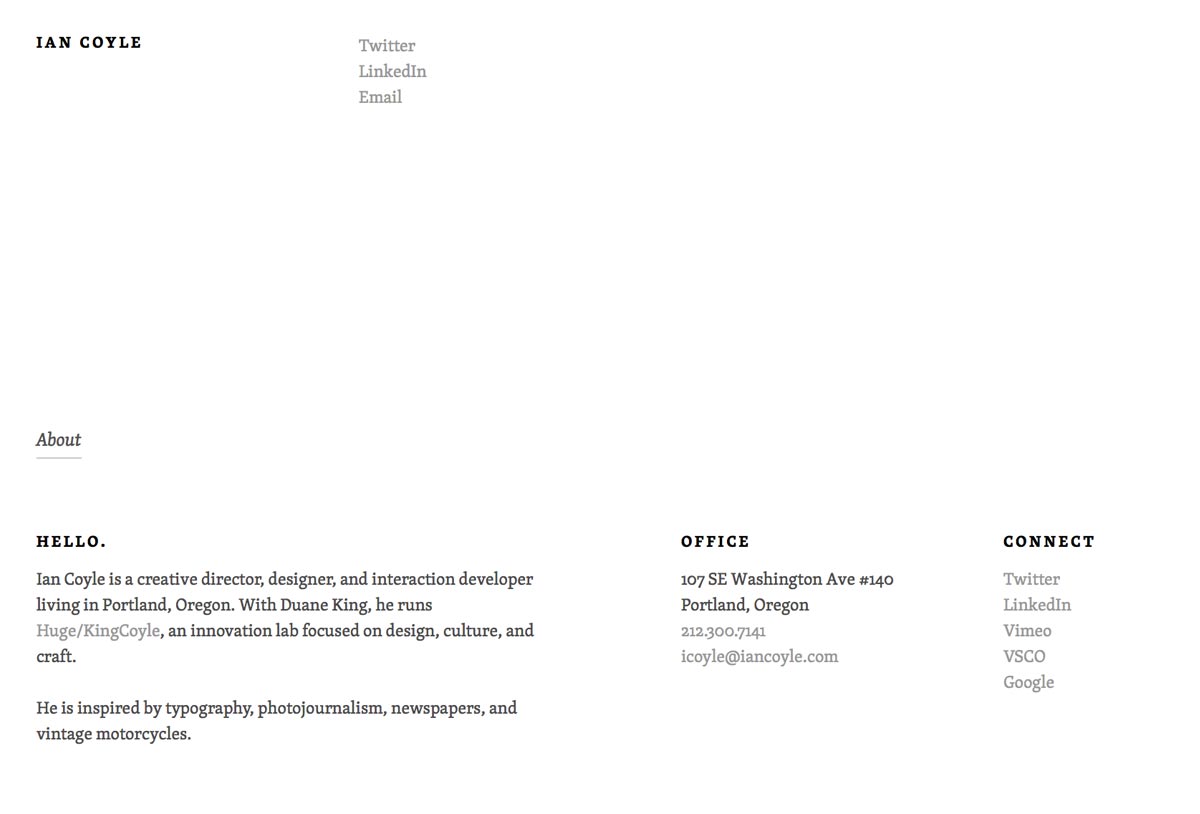 IAN COYLE
Twitter
LinkedIn
Email
About
HELLO.
Ian Coyle is a creative director, designer, and interaction developer
living in Portland, Oregon. With Duane King, he runs
Huge/KingCoyle, an innovation lab focused on design, culture, and
craft.
He is inspired by typography, photojournalism, newspapers, and
vintage motorcycles.
OFFICE
107 SE Washington Ave #140
Portland, Oregon
212.300.7141
icoyle@iancoyle.com
CONNECT
Twitter
LinkedIn
Vimeo
VSCO
Google